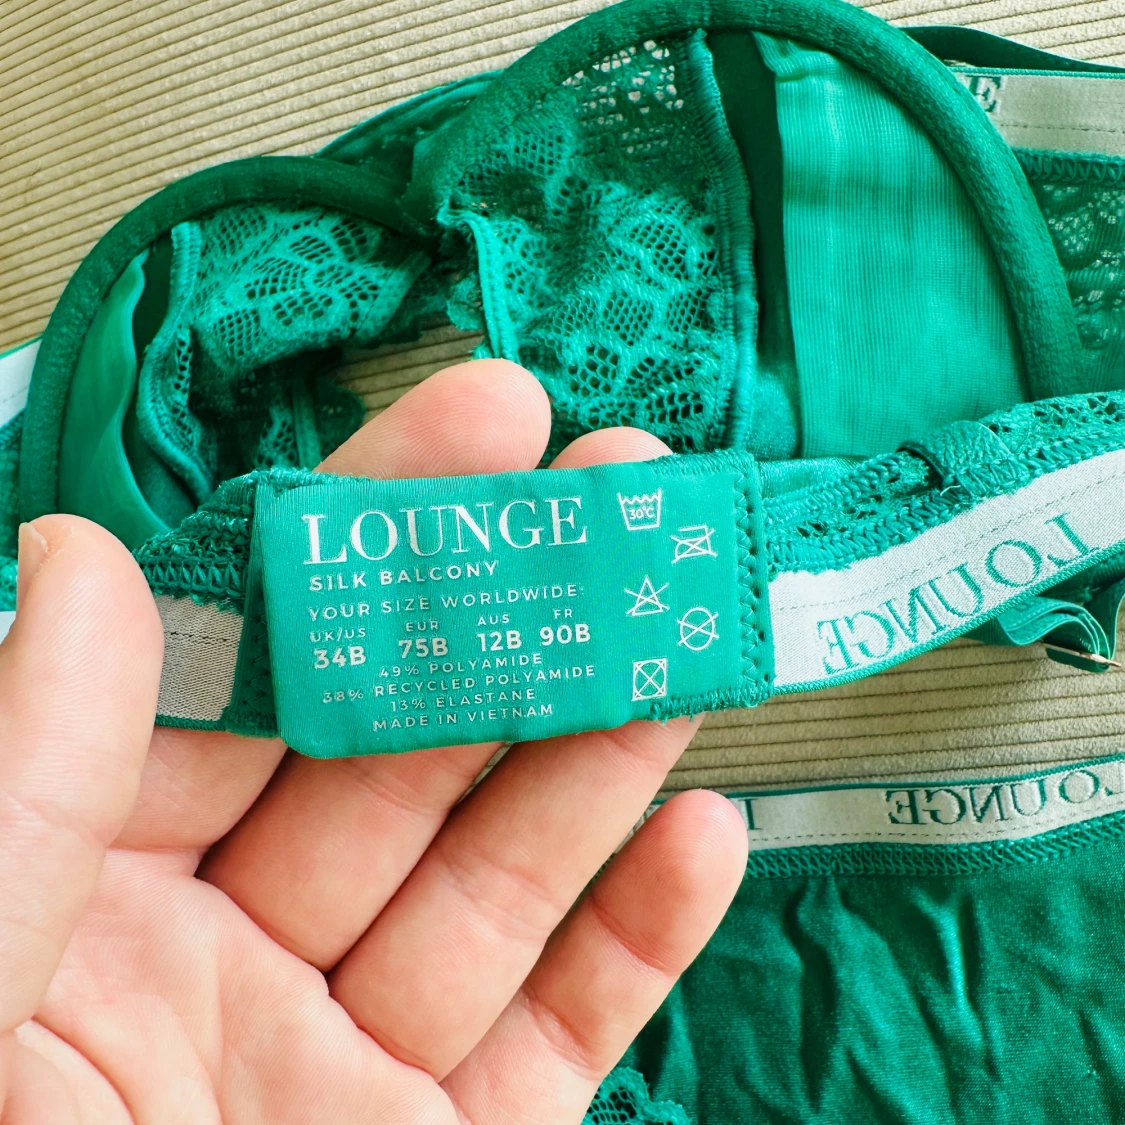 E
LOUNGE
SILK BALCONY
YOUR SIZE WORLDWIDE:
UK/US EUR AUS FR
34B 75B 12B 90B
49% POLYAMIDE
38% RECYCLED POLYAMIDE
13% ELASTANE
MADE IN VIETNAM
30°C
LOUNGE
LOUNGE
L